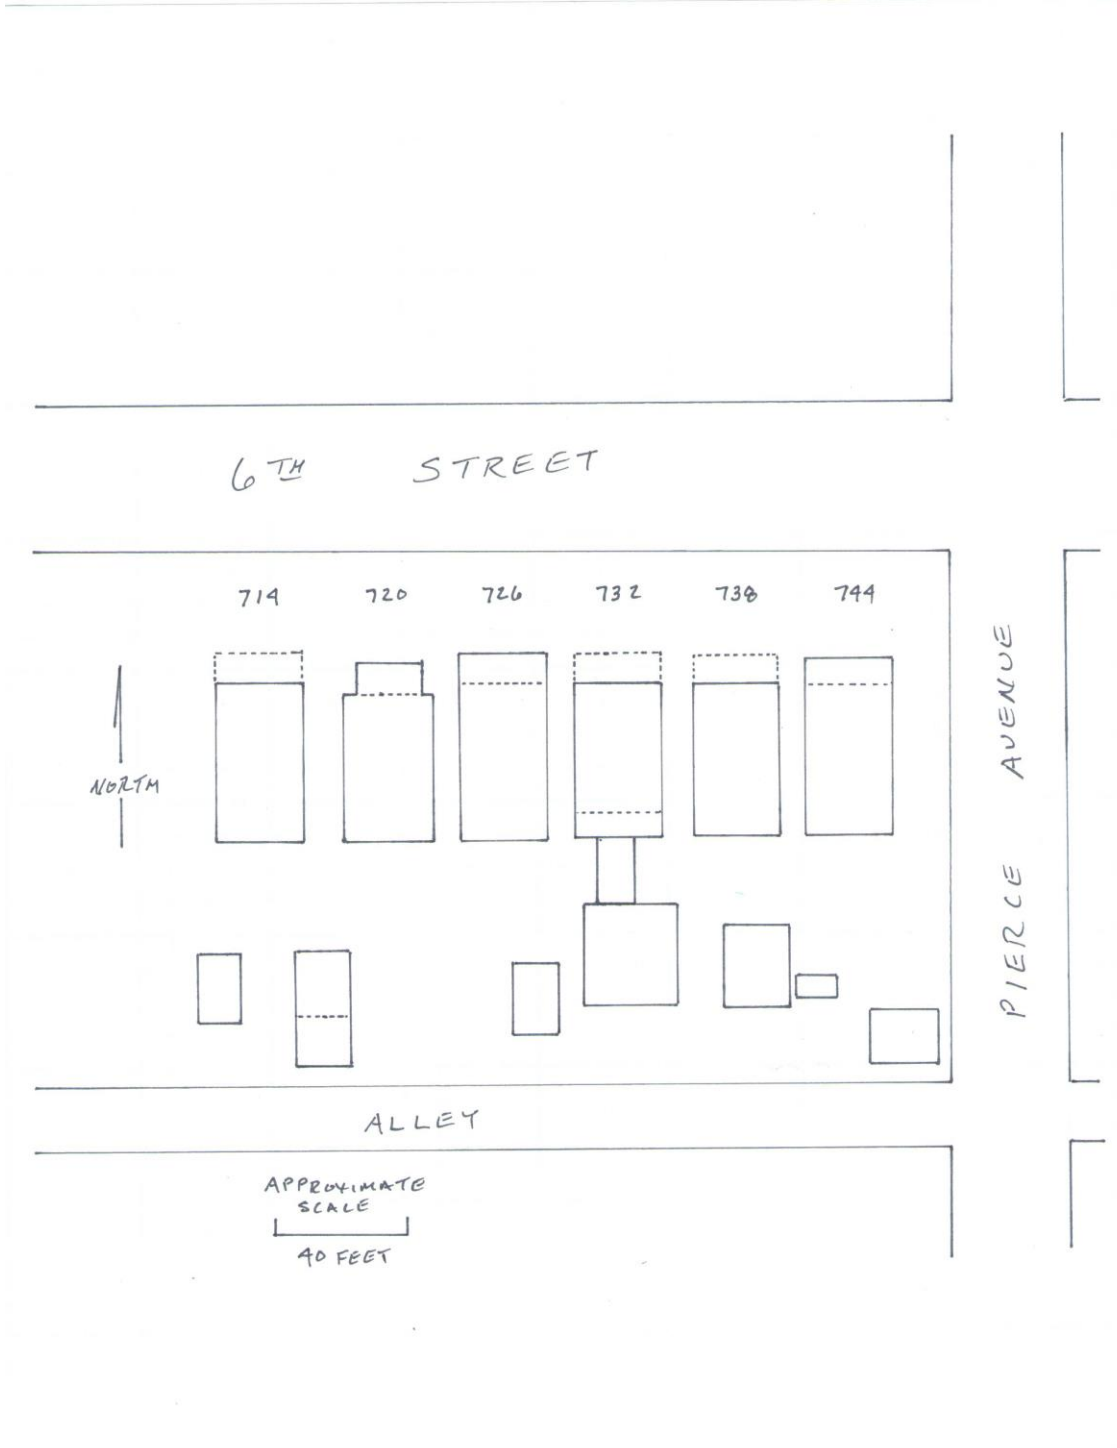 6TH STREET
714 720 726 732 738 744
NORTH
PIERCE AVENUE
ALLEY
APPROXIMATE
SCALE
40 FEET